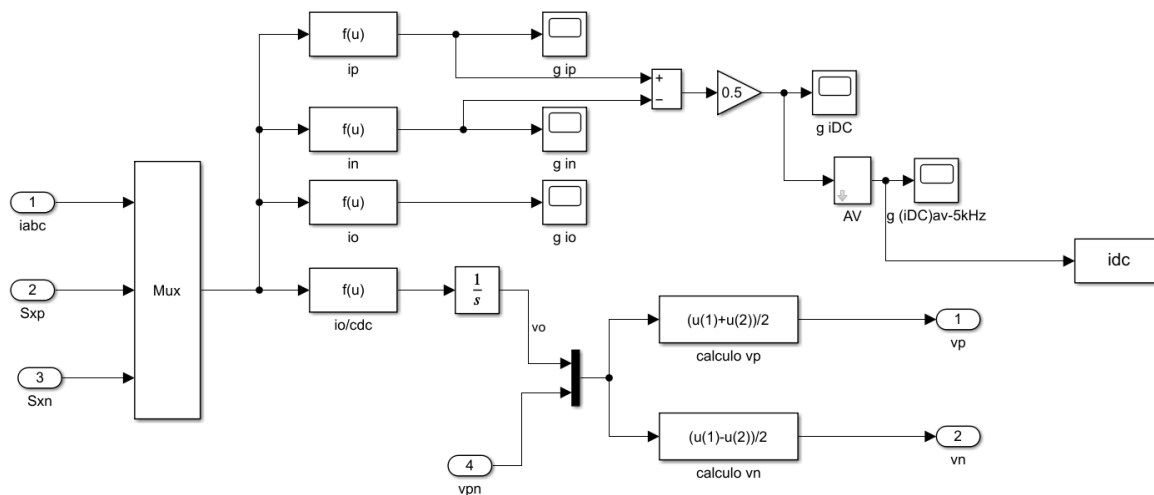 f(u)
ip
g ip
+
−
0.5
g iDC
f(u)
in
g in
AV
g (iDC)av-5kHz
1
iabc
f(u)
io
g io
idc
2
Sxp
Mux
f(u)
io/cdc
1
s
vo
(u(1)+u(2))/2
calculo vp
1
vp
3
Sxn
4
vpn
(u(1)-u(2))/2
calculo vn
2
vn